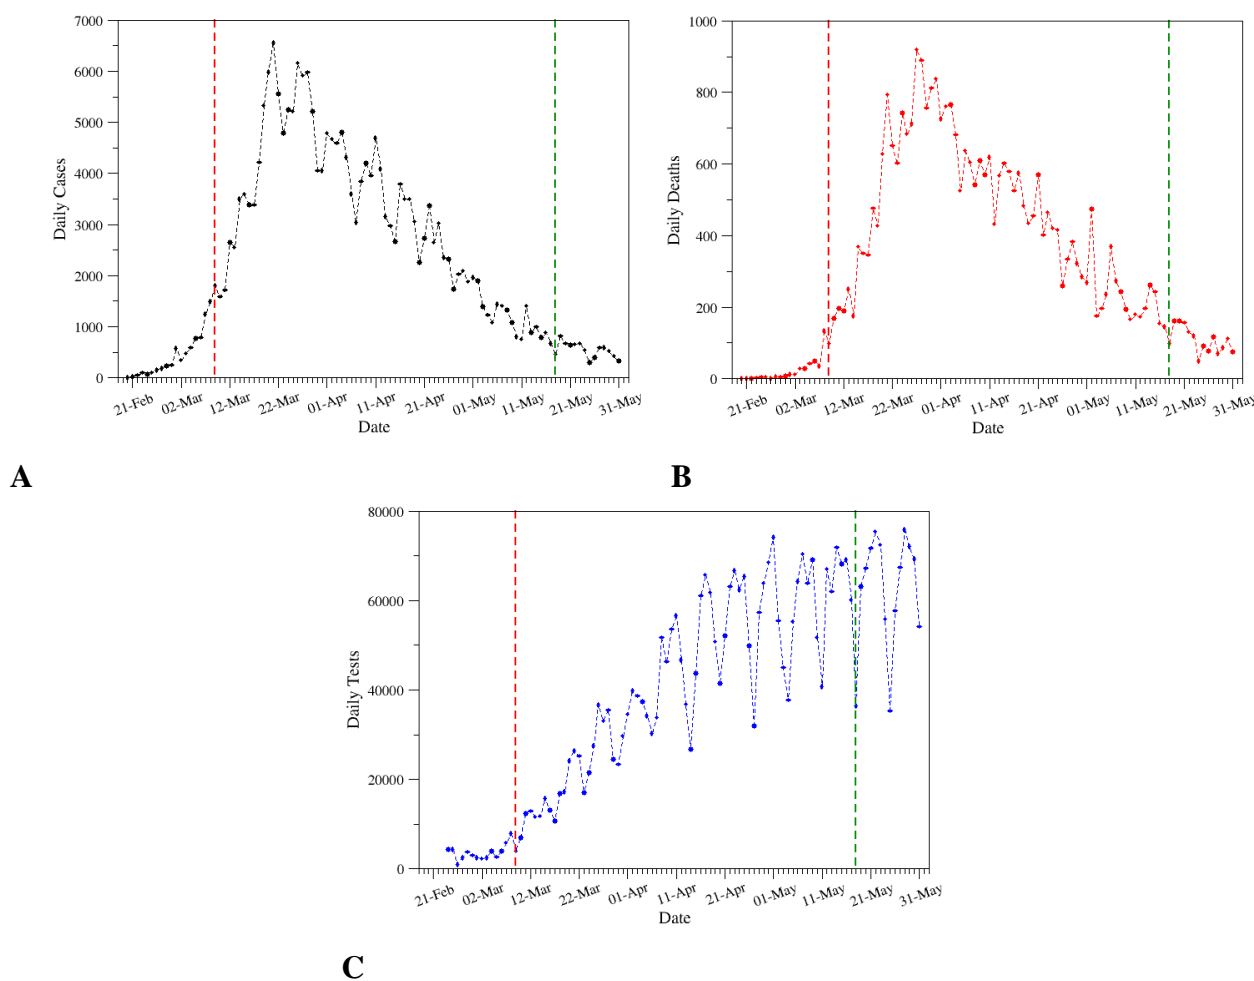 7000
6000
5000
4000
3000
2000
1000
0
Daily Cases
21-Feb 02-Mar 12-Mar 22-Mar 01-Apr 11-Apr 21-Apr 01-May 11-May 21-May 31-May
Date
A
1000
800
600
400
200
0
Daily Deaths
21-Feb 02-Mar 12-Mar 22-Mar 01-Apr 11-Apr 21-Apr 01-May 11-May 21-May 31-May
Date
B
80000
60000
40000
20000
0
Daily Tests
21-Feb 02-Mar 12-Mar 22-Mar 01-Apr 11-Apr 21-Apr 01-May 11-May 21-May 31-May
Date
C